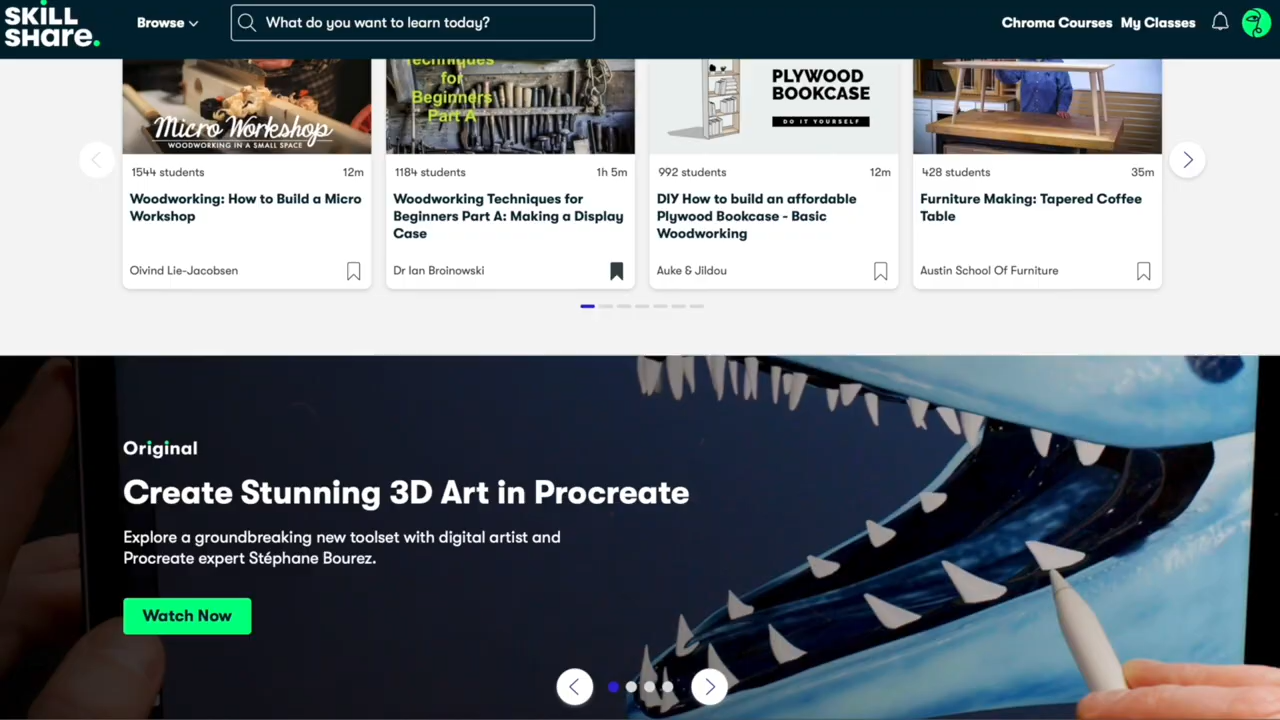 SKILL
SHARE.
Browse
What do you want to learn today?
Chroma Courses
My Classes
Micro Workshop
WOODWORKING IN A SMALL SPACE
Techniques
for
Beginners
Part A
PLYWOOD
BOOKCASE
DO IT YOURSELF
1544 students
12m
Woodworking: How to Build a Micro
Workshop
Oivind Lie-Jacobsen
1184 students
1h 5m
Woodworking Techniques for
Beginners Part A: Making a Display
Case
Dr Ian Broinowski
992 students
12m
DIY How to build an affordable
Plywood Bookcase - Basic
Woodworking
Auke & Jildou
428 students
35m
Furniture Making: Tapered Coffee
Table
Austin School Of Furniture
Original
Create Stunning 3D Art in Procreate
Explore a groundbreaking new toolset with digital artist and
Procreate expert Stéphane Bourez.
Watch Now